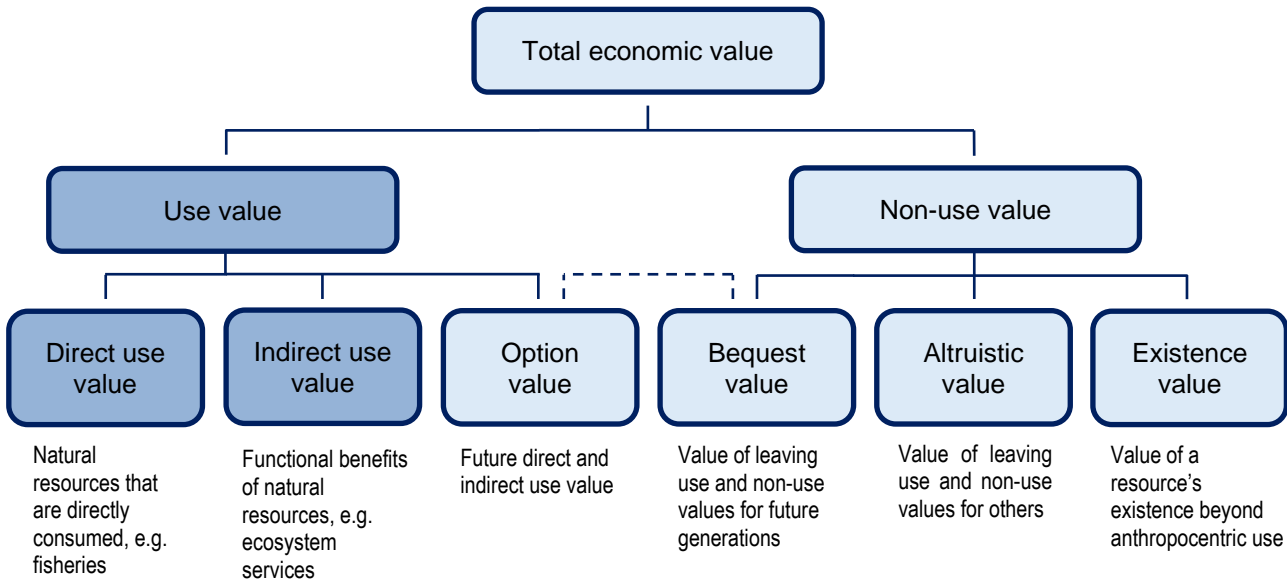 Total economic value
Use value
Non-use value
Direct use
value
Indirect use
value
Option
value
Bequest
value
Altruistic
value
Existence
value
Natural
resources that
are directly
consumed, e.g.
fisheries
Functional benefits
of natural
resources, e.g.
ecosystem
services
Future direct and
indirect use value
Value of leaving
use and non-use
values for future
generations
Value of leaving
use and non-use
values for others
Value of a
resource’s
existence beyond
anthropocentric use